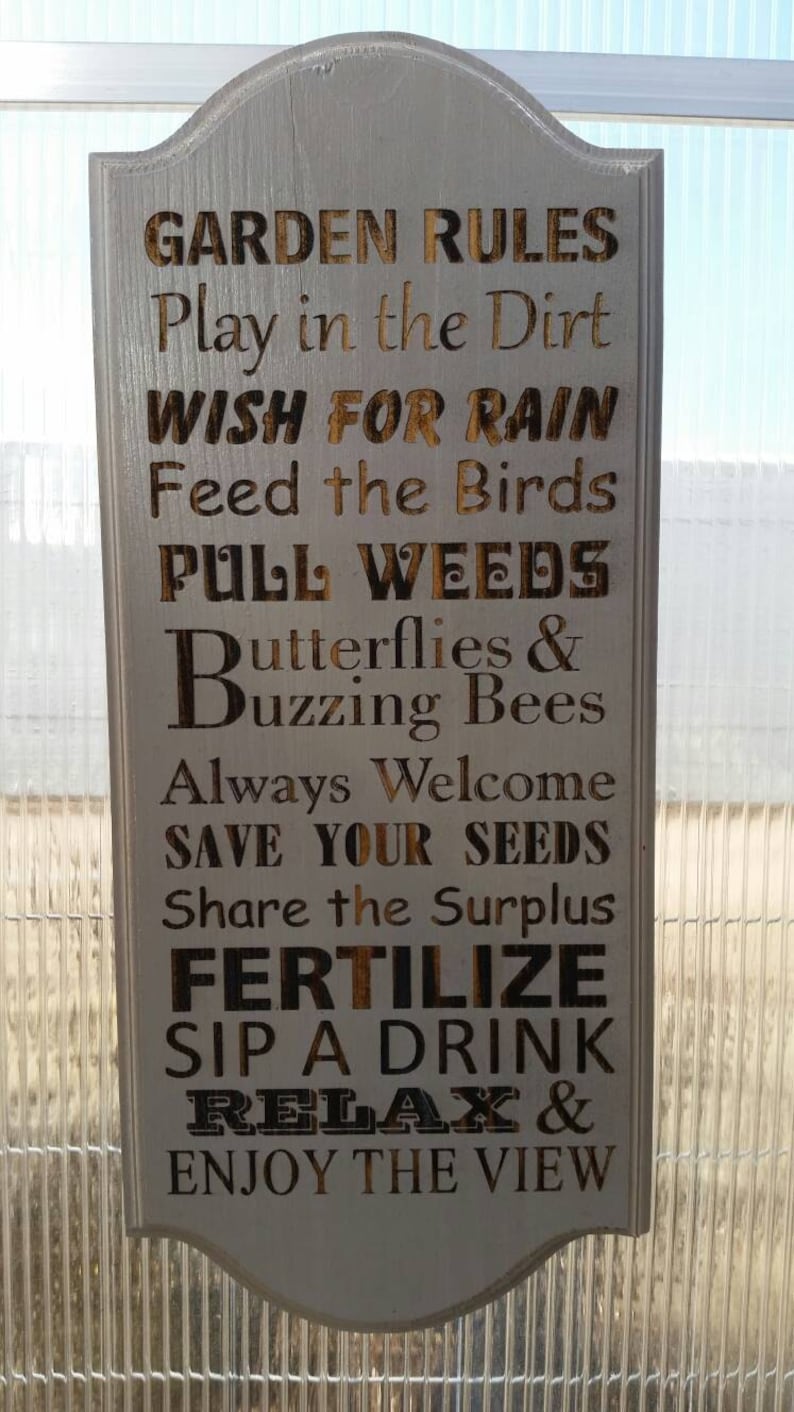 GARDEN RULES
Play in the Dirt
WISH FOR RAIN
Feed the Birds
PULL WEEDS
Butterflies &
Buzzing Bees
Always Welcome
SAVE YOUR SEEDS
Share the Surplus
FERTILIZE
SIP A DRINK
RELAX &
ENJOY THE VIEW